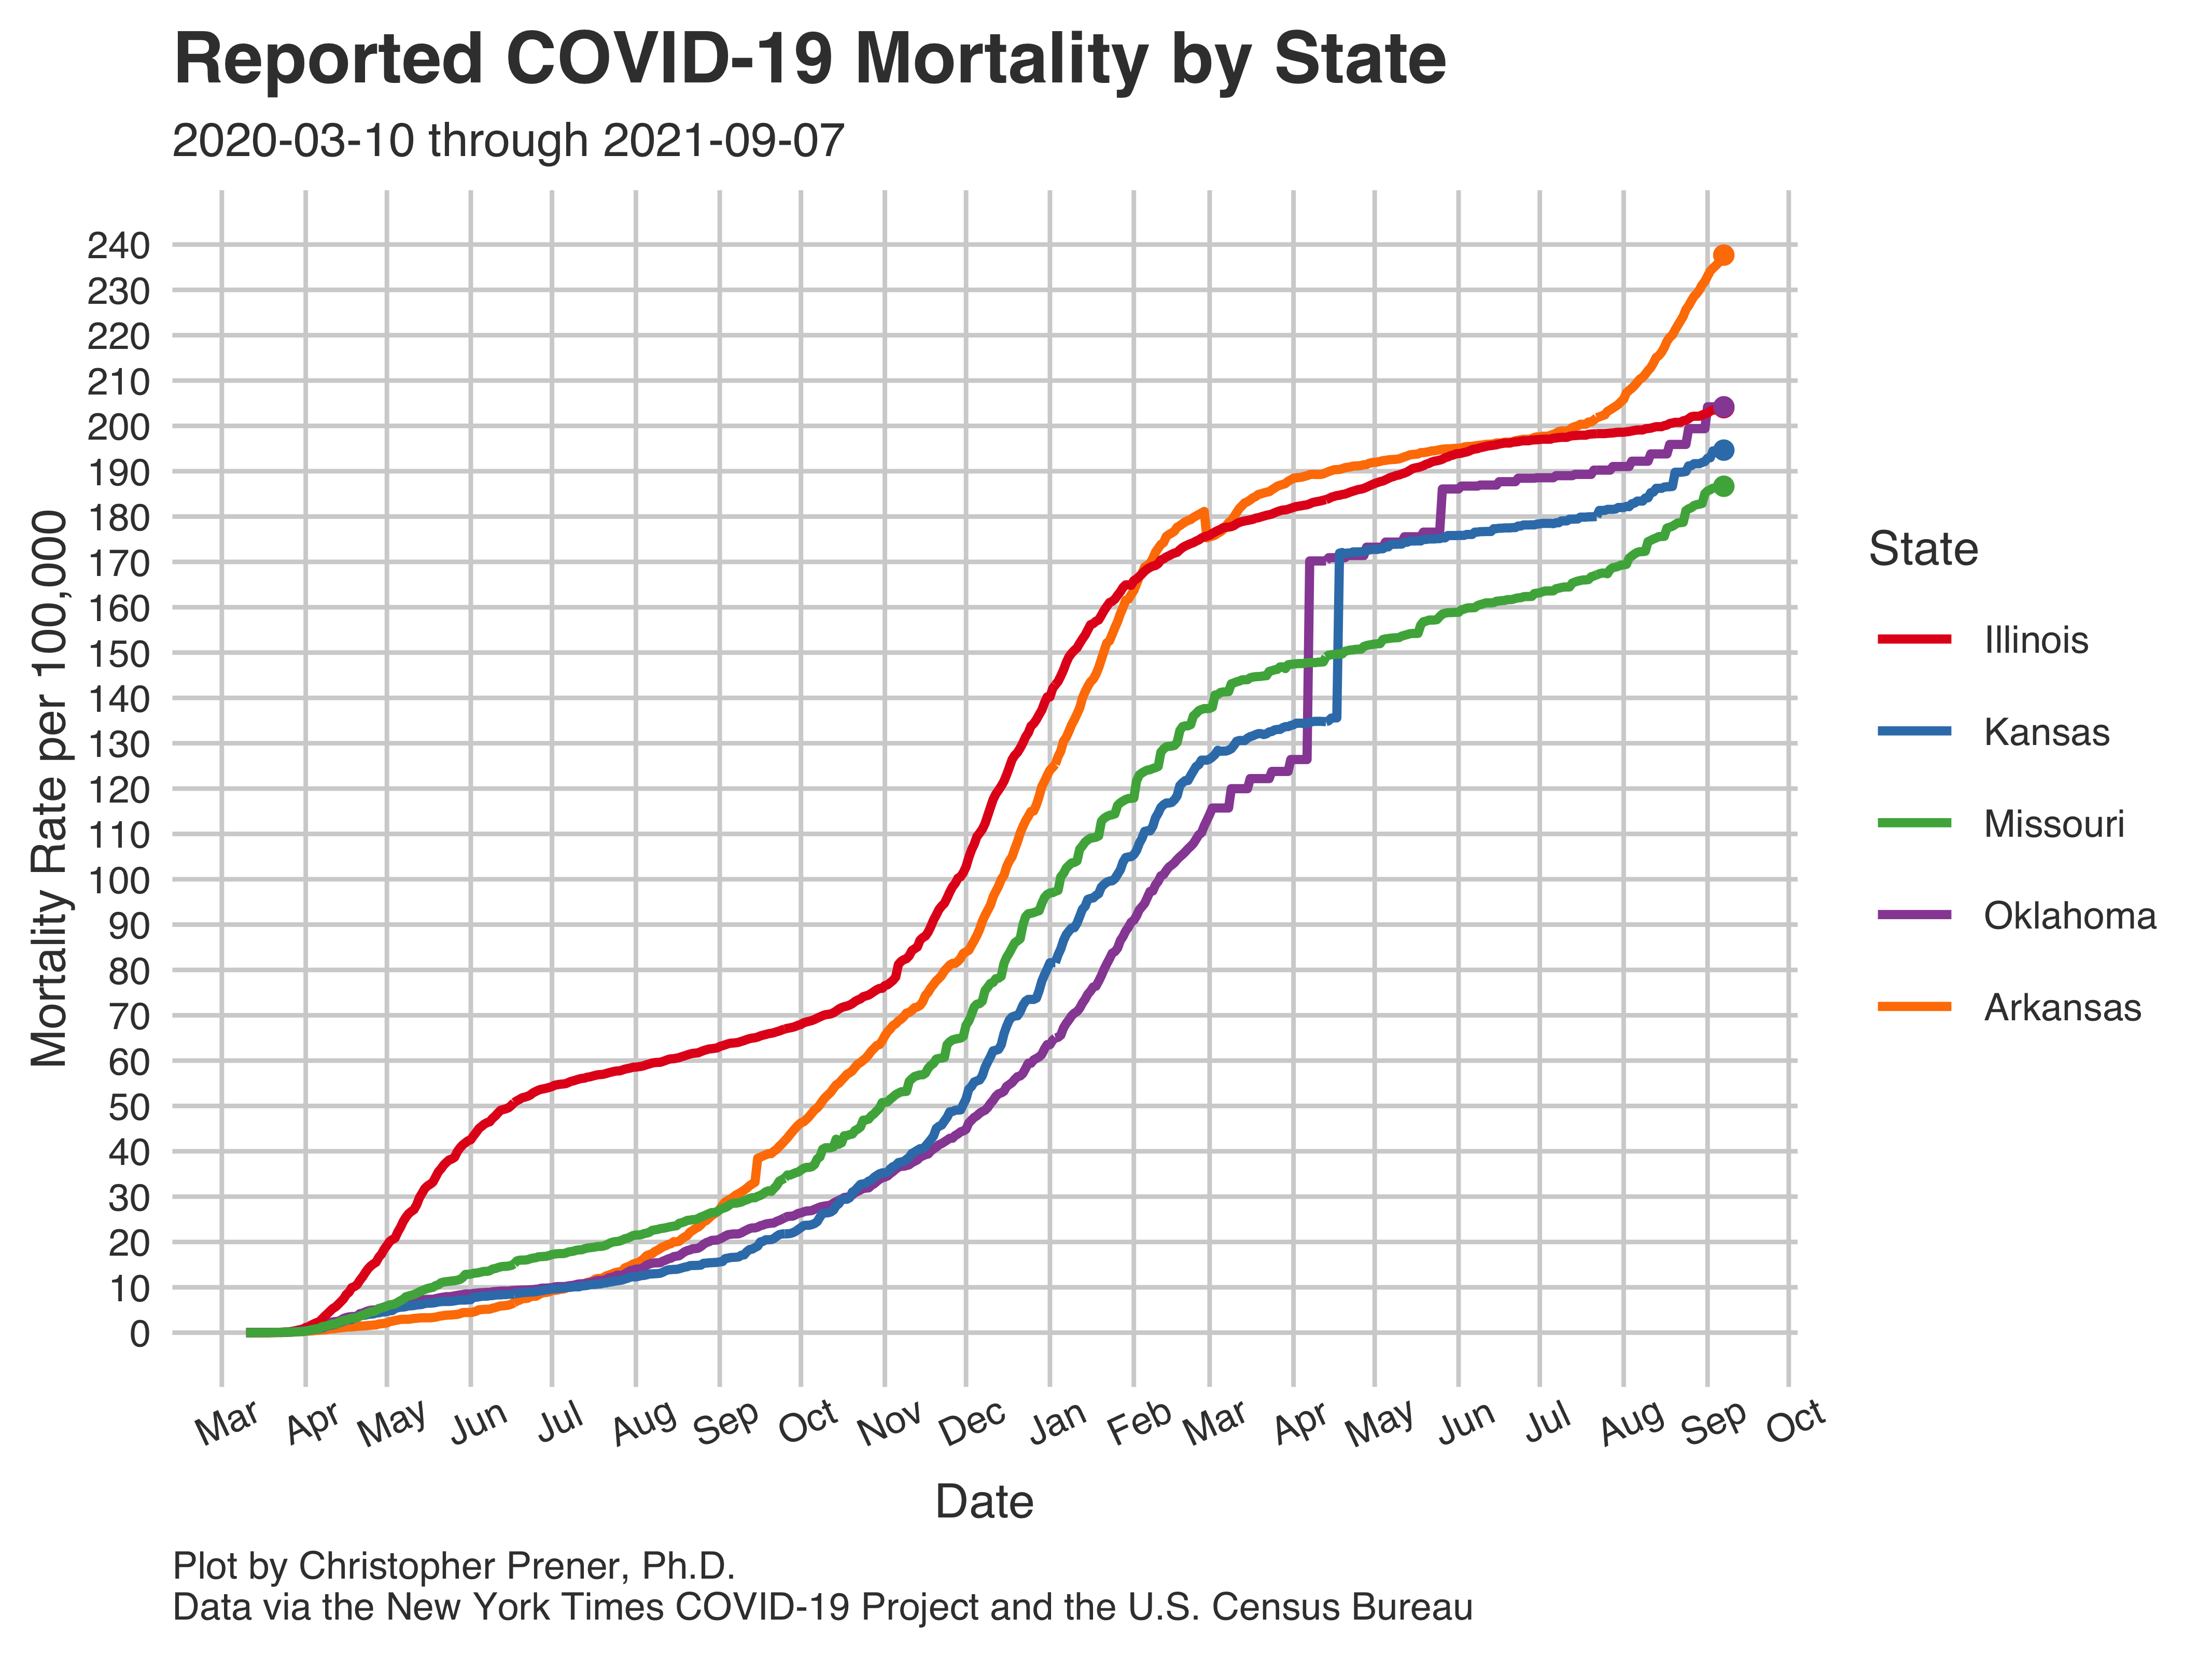 Reported COVID-19 Mortality by State
2020-03-10 through 2021-09-07
Mortality Rate per 100,000
240
230
220
210
200
190
180
170
160
150
140
130
120
110
100
90
80
70
60
50
40
30
20
10
0
Mar Apr May Jun Jul Aug Sep Oct Nov Dec Jan Feb Mar Apr May Jun Jul Aug Sep Oct
Date
State
Illinois
Kansas
Missouri
Oklahoma
Arkansas
Plot by Christopher Prener, Ph.D.
Data via the New York Times COVID-19 Project and the U.S. Census Bureau